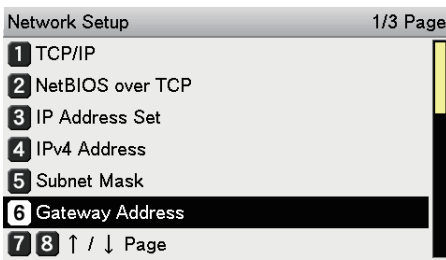 Network Setup 1/3 Page
1 TCP/IP
2 NetBIOS over TCP
3 IP Address Set
4 IPv4 Address
5 Subnet Mask
6 Gateway Address
7 8 ↑ / ↓ Page